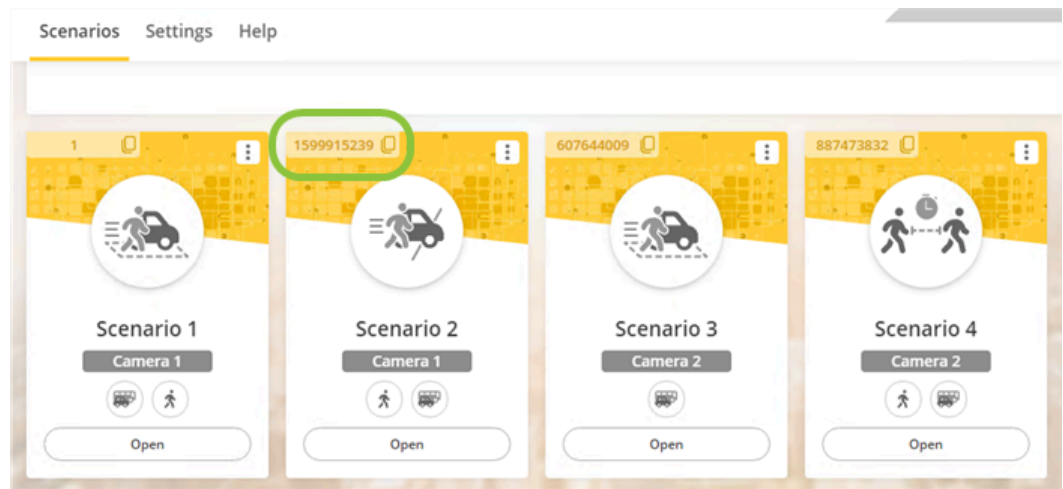 Scenarios Settings Help
1 1599915239 607644009 887473832
Scenario 1 Scenario 2 Scenario 3 Scenario 4
Camera 1 Camera 1 Camera 2 Camera 2
Open Open Open Open